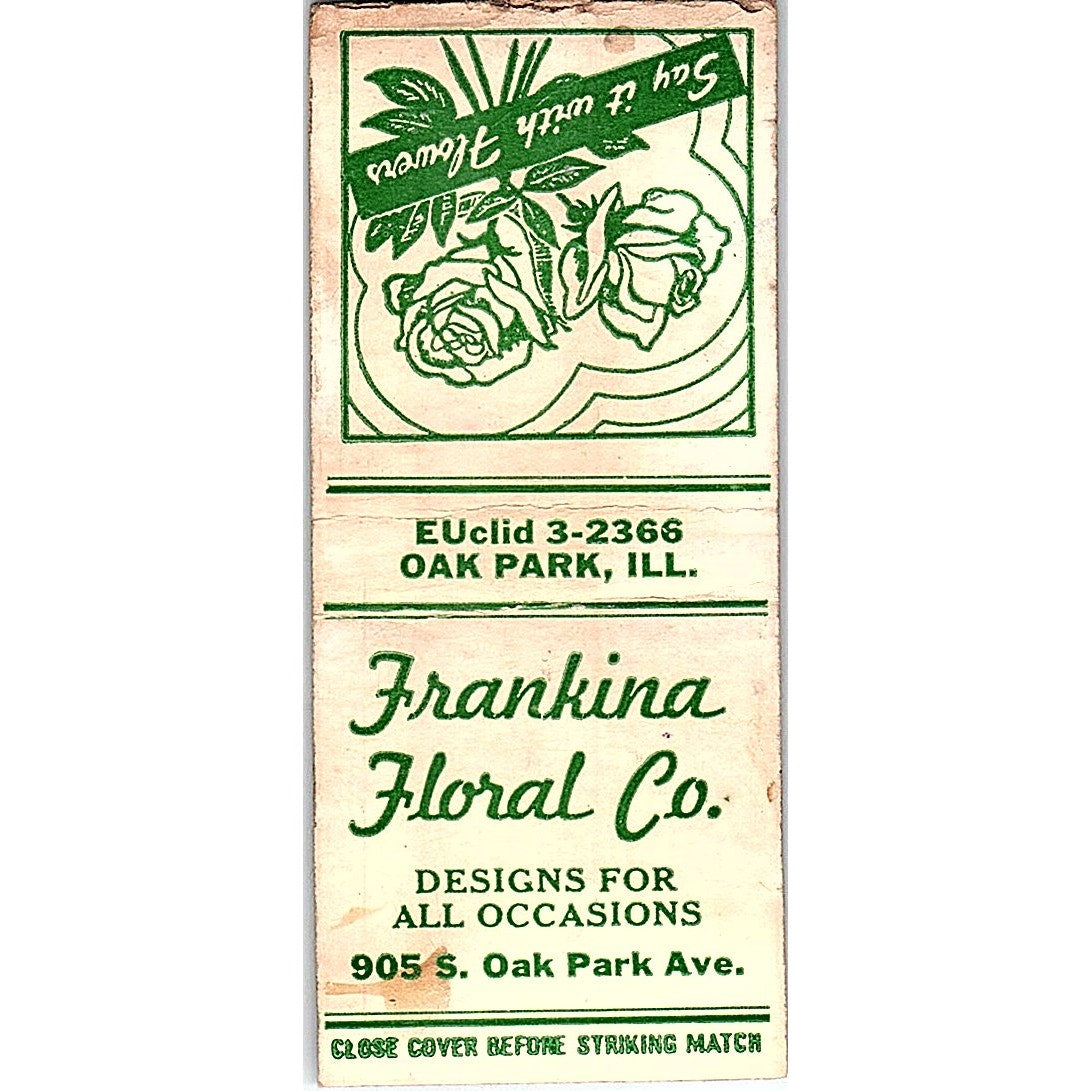 Say it with Flowers
EUclid 3-2366
OAK PARK, ILL.
Frankina
Floral Co.
DESIGNS FOR
ALL OCCASIONS
905 S. Oak Park Ave.
CLOSE COVER BEFORE STRIKING MATCH